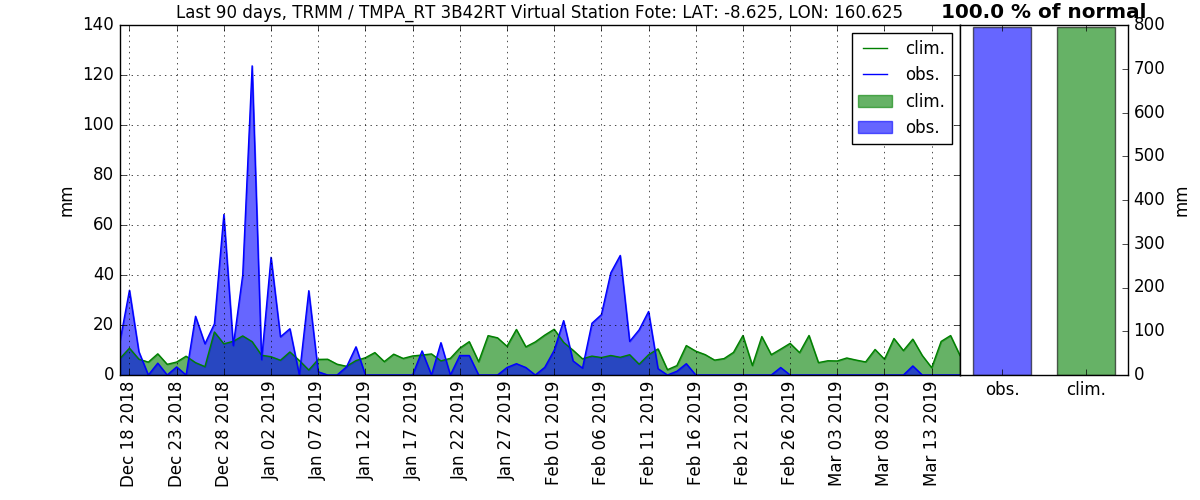 Last 90 days, TRMM / TMPA_RT 3B42RT Virtual Station Fote: LAT: -8.625, LON: 160.625
100.0 % of normal
140
120
100
80
60
40
20
0
mm
clim.
obs.
clim.
obs.
800
700
600
500
400
300
200
100
0
mm
obs.
clim.
Dec 18 2018
Dec 23 2018
Dec 28 2018
Jan 02 2019
Jan 07 2019
Jan 12 2019
Jan 17 2019
Jan 22 2019
Jan 27 2019
Feb 01 2019
Feb 06 2019
Feb 11 2019
Feb 16 2019
Feb 21 2019
Feb 26 2019
Mar 03 2019
Mar 08 2019
Mar 13 2019